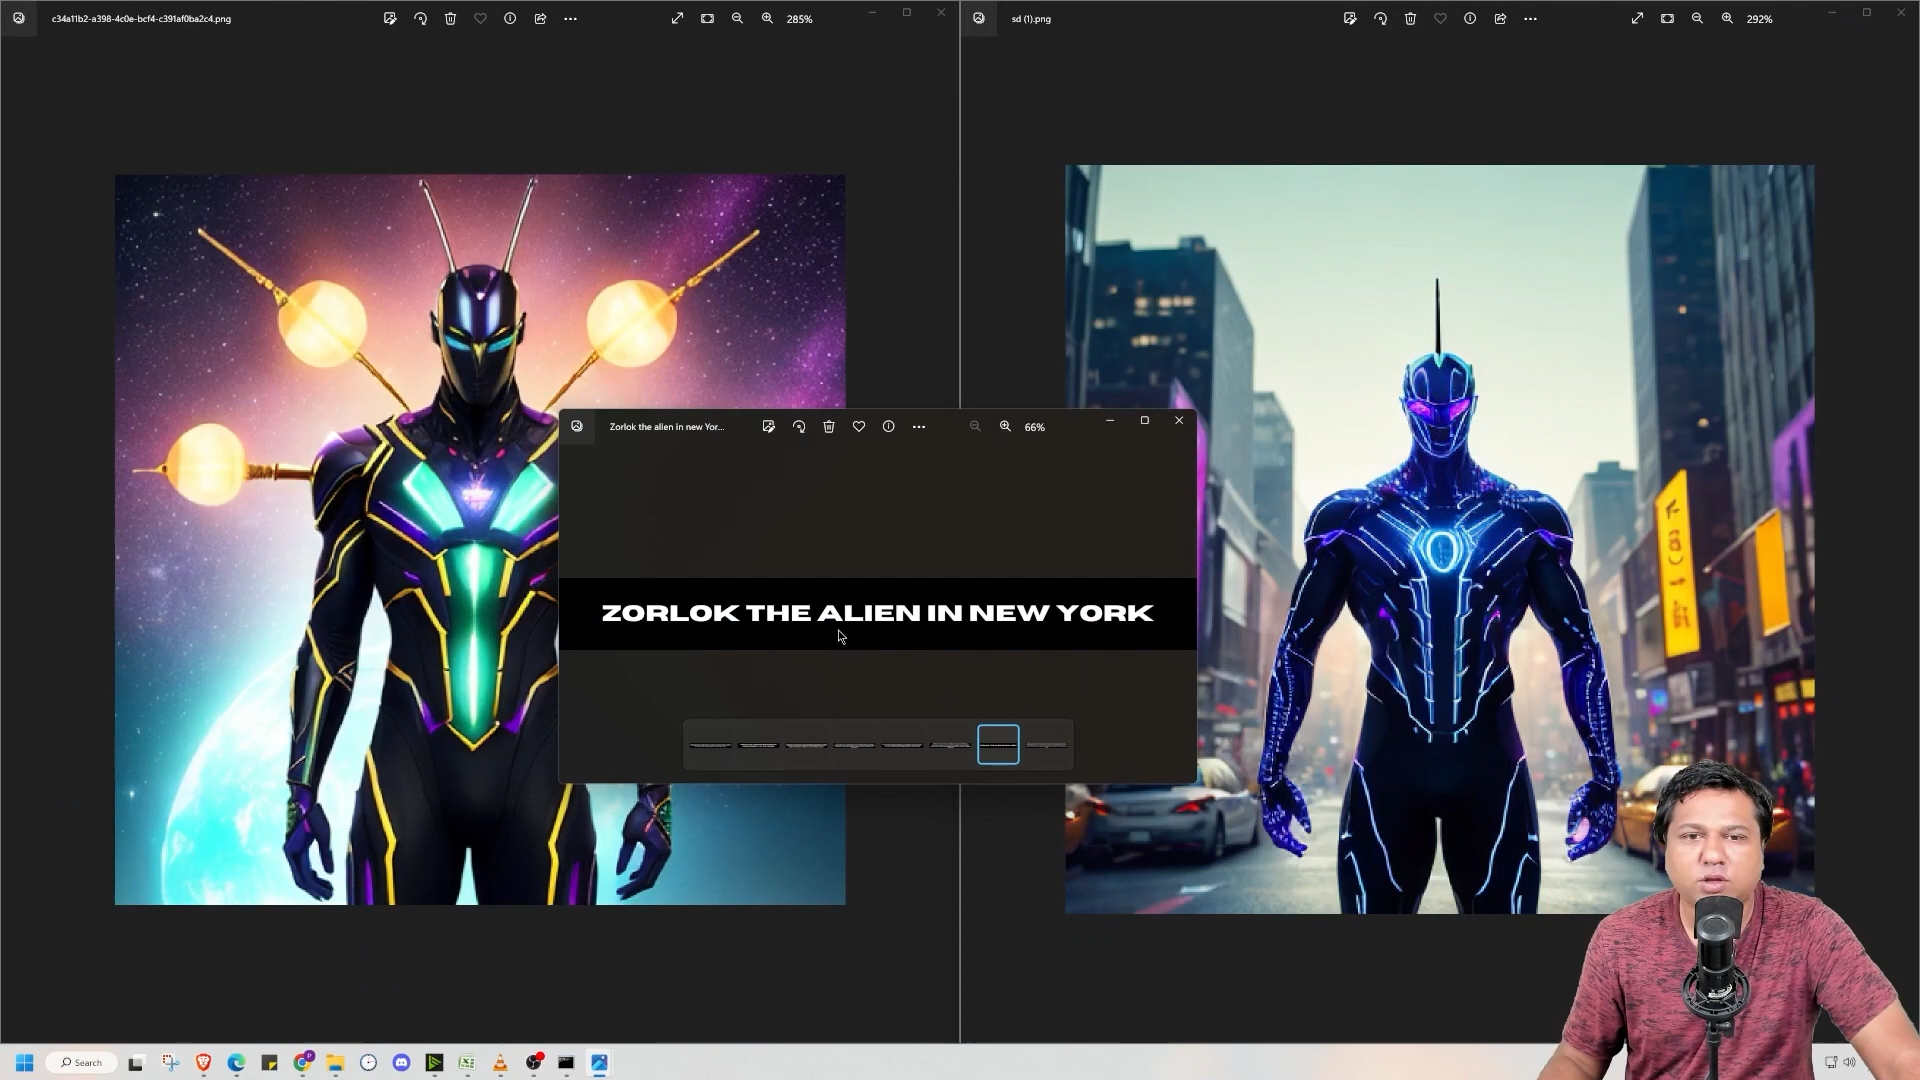 c34a11b2-a398-4c0e-bcf4-c391af0ba2c4.png
285%
sd (1).png
292%
Zorlok the alien in new Yor...
66%
ZORLOK THE ALIEN IN NEW YORK
Search